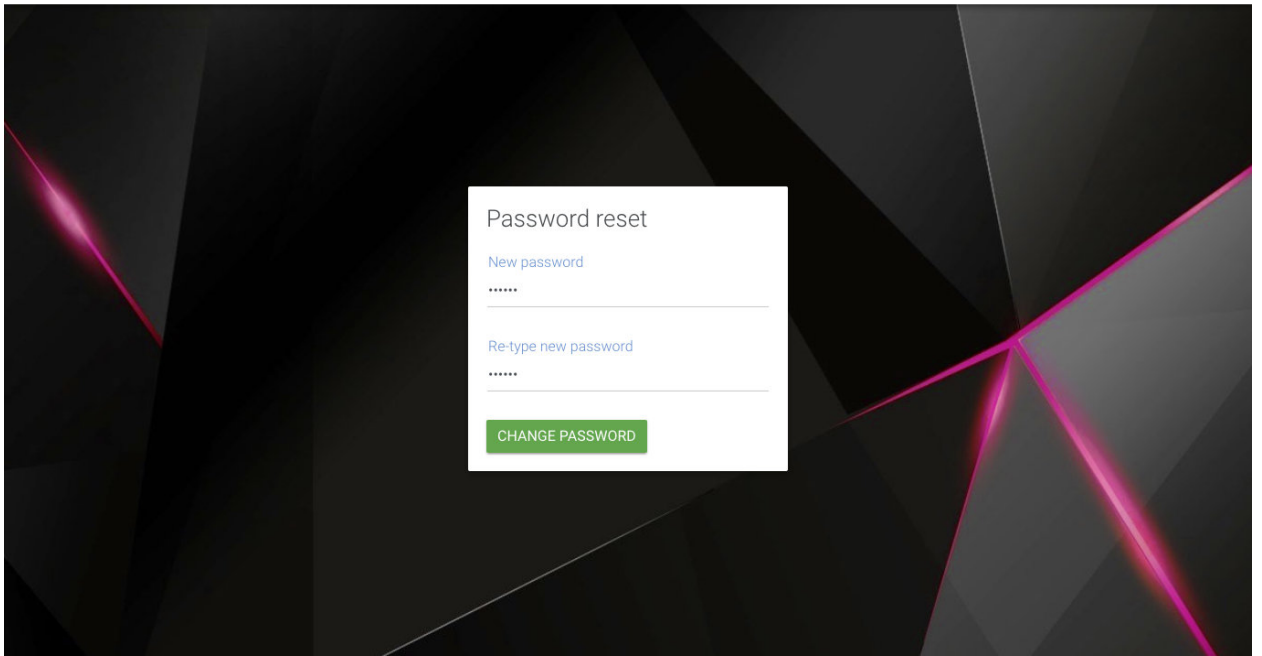 Password reset
New password
••••••
Re-type new password
••••••
CHANGE PASSWORD